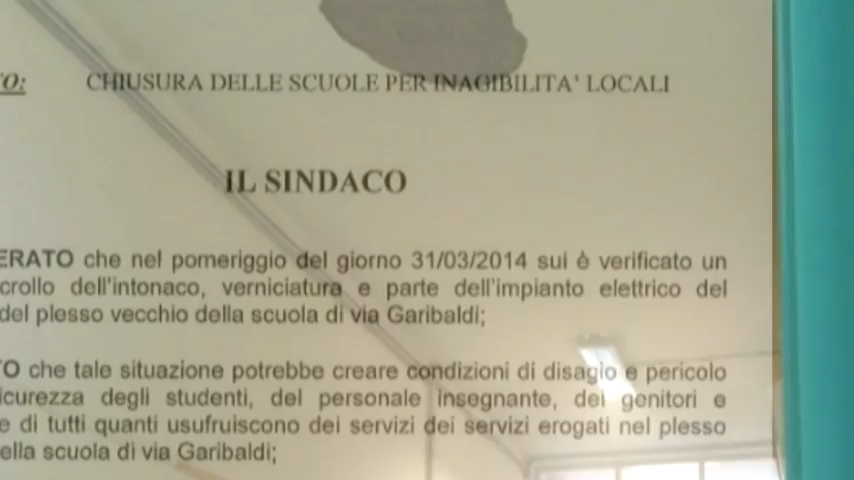 O: CHIUSURA DELLE SCUOLE PER INAGIBILITA' LOCALI
IL SINDACO
ERATO che nel pomeriggio del giorno 31/03/2014 sui è verificato un
crollo dell'intonaco, verniciatura e parte dell'impianto elettrico del
del plesso vecchio della scuola di via Garibaldi;
TO che tale situazione potrebbe creare condizioni di disagio e pericolo
icurezza degli studenti, del personale insegnante, dei genitori e
e di tutti quanti usufruiscono dei servizi dei servizi erogati nel plesso
ella scuola di via Garibaldi;